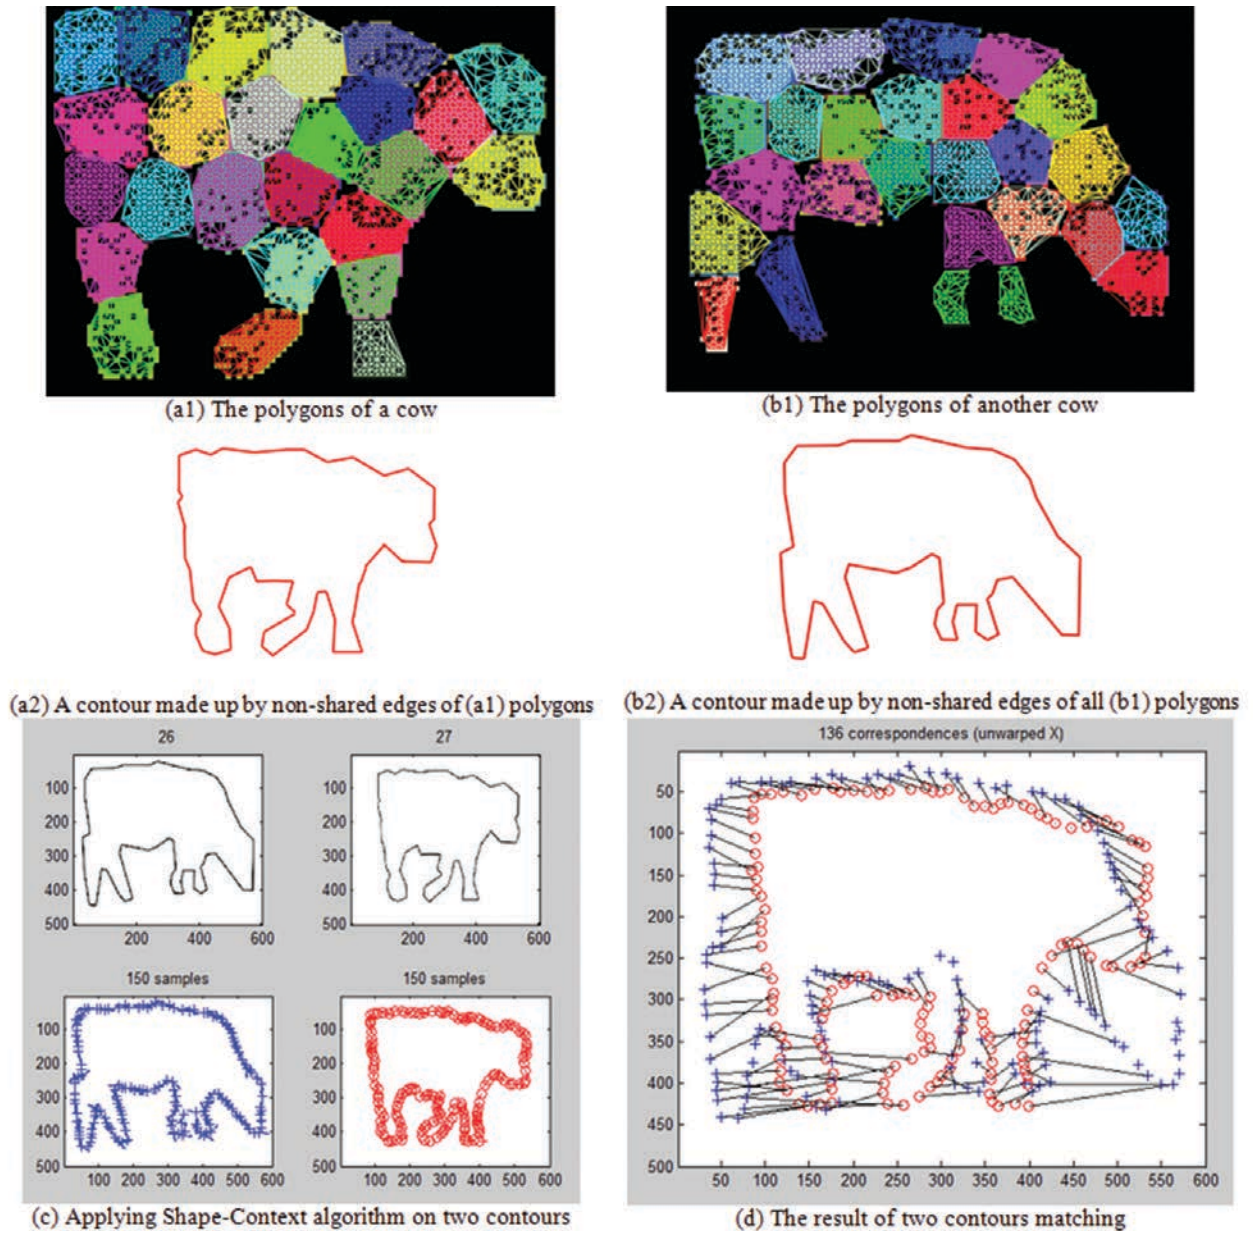 (a1) The polygons of a cow
(b1) The polygons of another cow
(a2) A contour made up by non-shared edges of (a1) polygons
(b2) A contour made up by non-shared edges of all (b1) polygons
26
100
200
300
400
500
200 400 600
27
100
200
300
400
500
200 400 600
150 samples
100
200
300
400
500
100 200 300 400 500
150 samples
100
200
300
400
500
100 200 300 400 500 600
(c) Applying Shape-Context algorithm on two contours
136 correspondences (unwarped X)
50
100
150
200
250
300
350
400
450
500
50 100 150 200 250 300 350 400 450 500 550 600
(d) The result of two contours matching